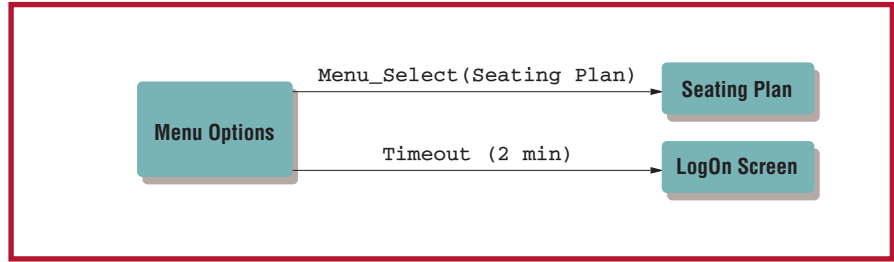 Menu_Select(Seating Plan)
Seating Plan
Menu Options
Timeout (2 min)
LogOn Screen